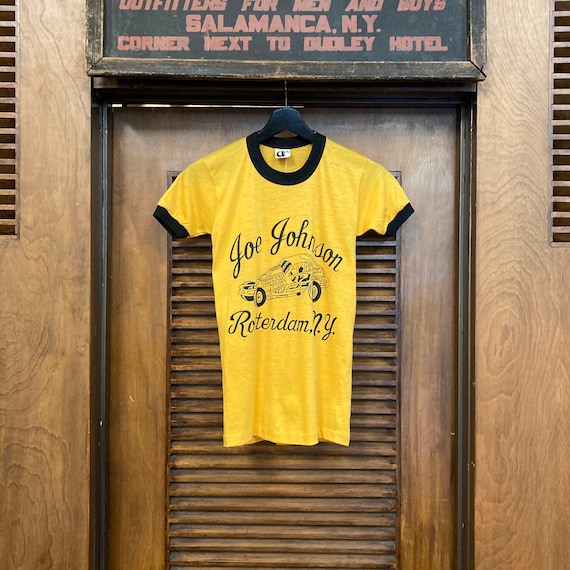 OUTFITTERS FOR MEN AND BOYS
SALAMANCA, N.Y.
CORNER NEXT TO DUDLEY HOTEL
Joe Johnson
Roterdam, N.Y.